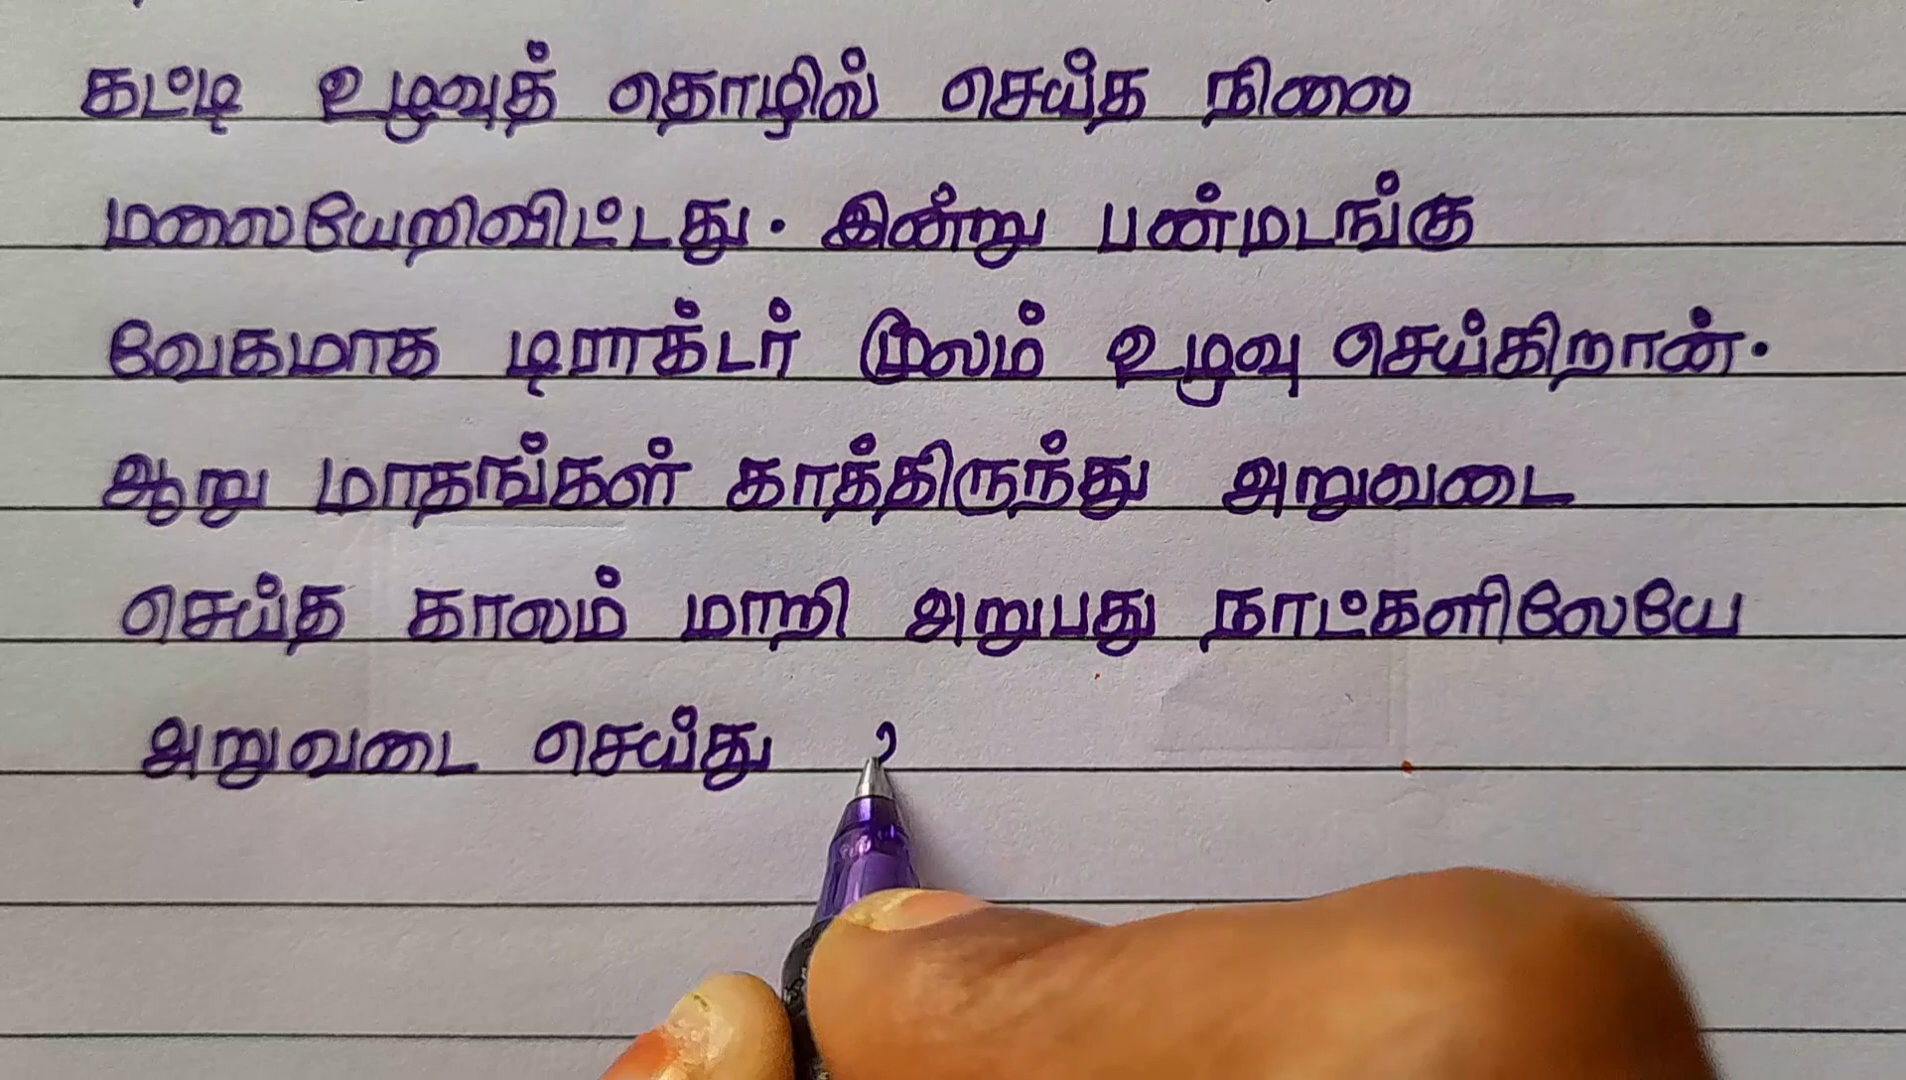 கட்டி உழவுத் தொழில் செய்த நிலை
மலையேறிவிட்டது. இன்று பன்மடங்கு
வேகமாக டிராக்டர் மூலம் உழவு செய்கிறான்.
ஆறு மாதங்கள் காத்திருந்து அறுவடை
செய்த காலம் மாறி அறுபது நாட்களிலேயே
அறுவடை செய்து